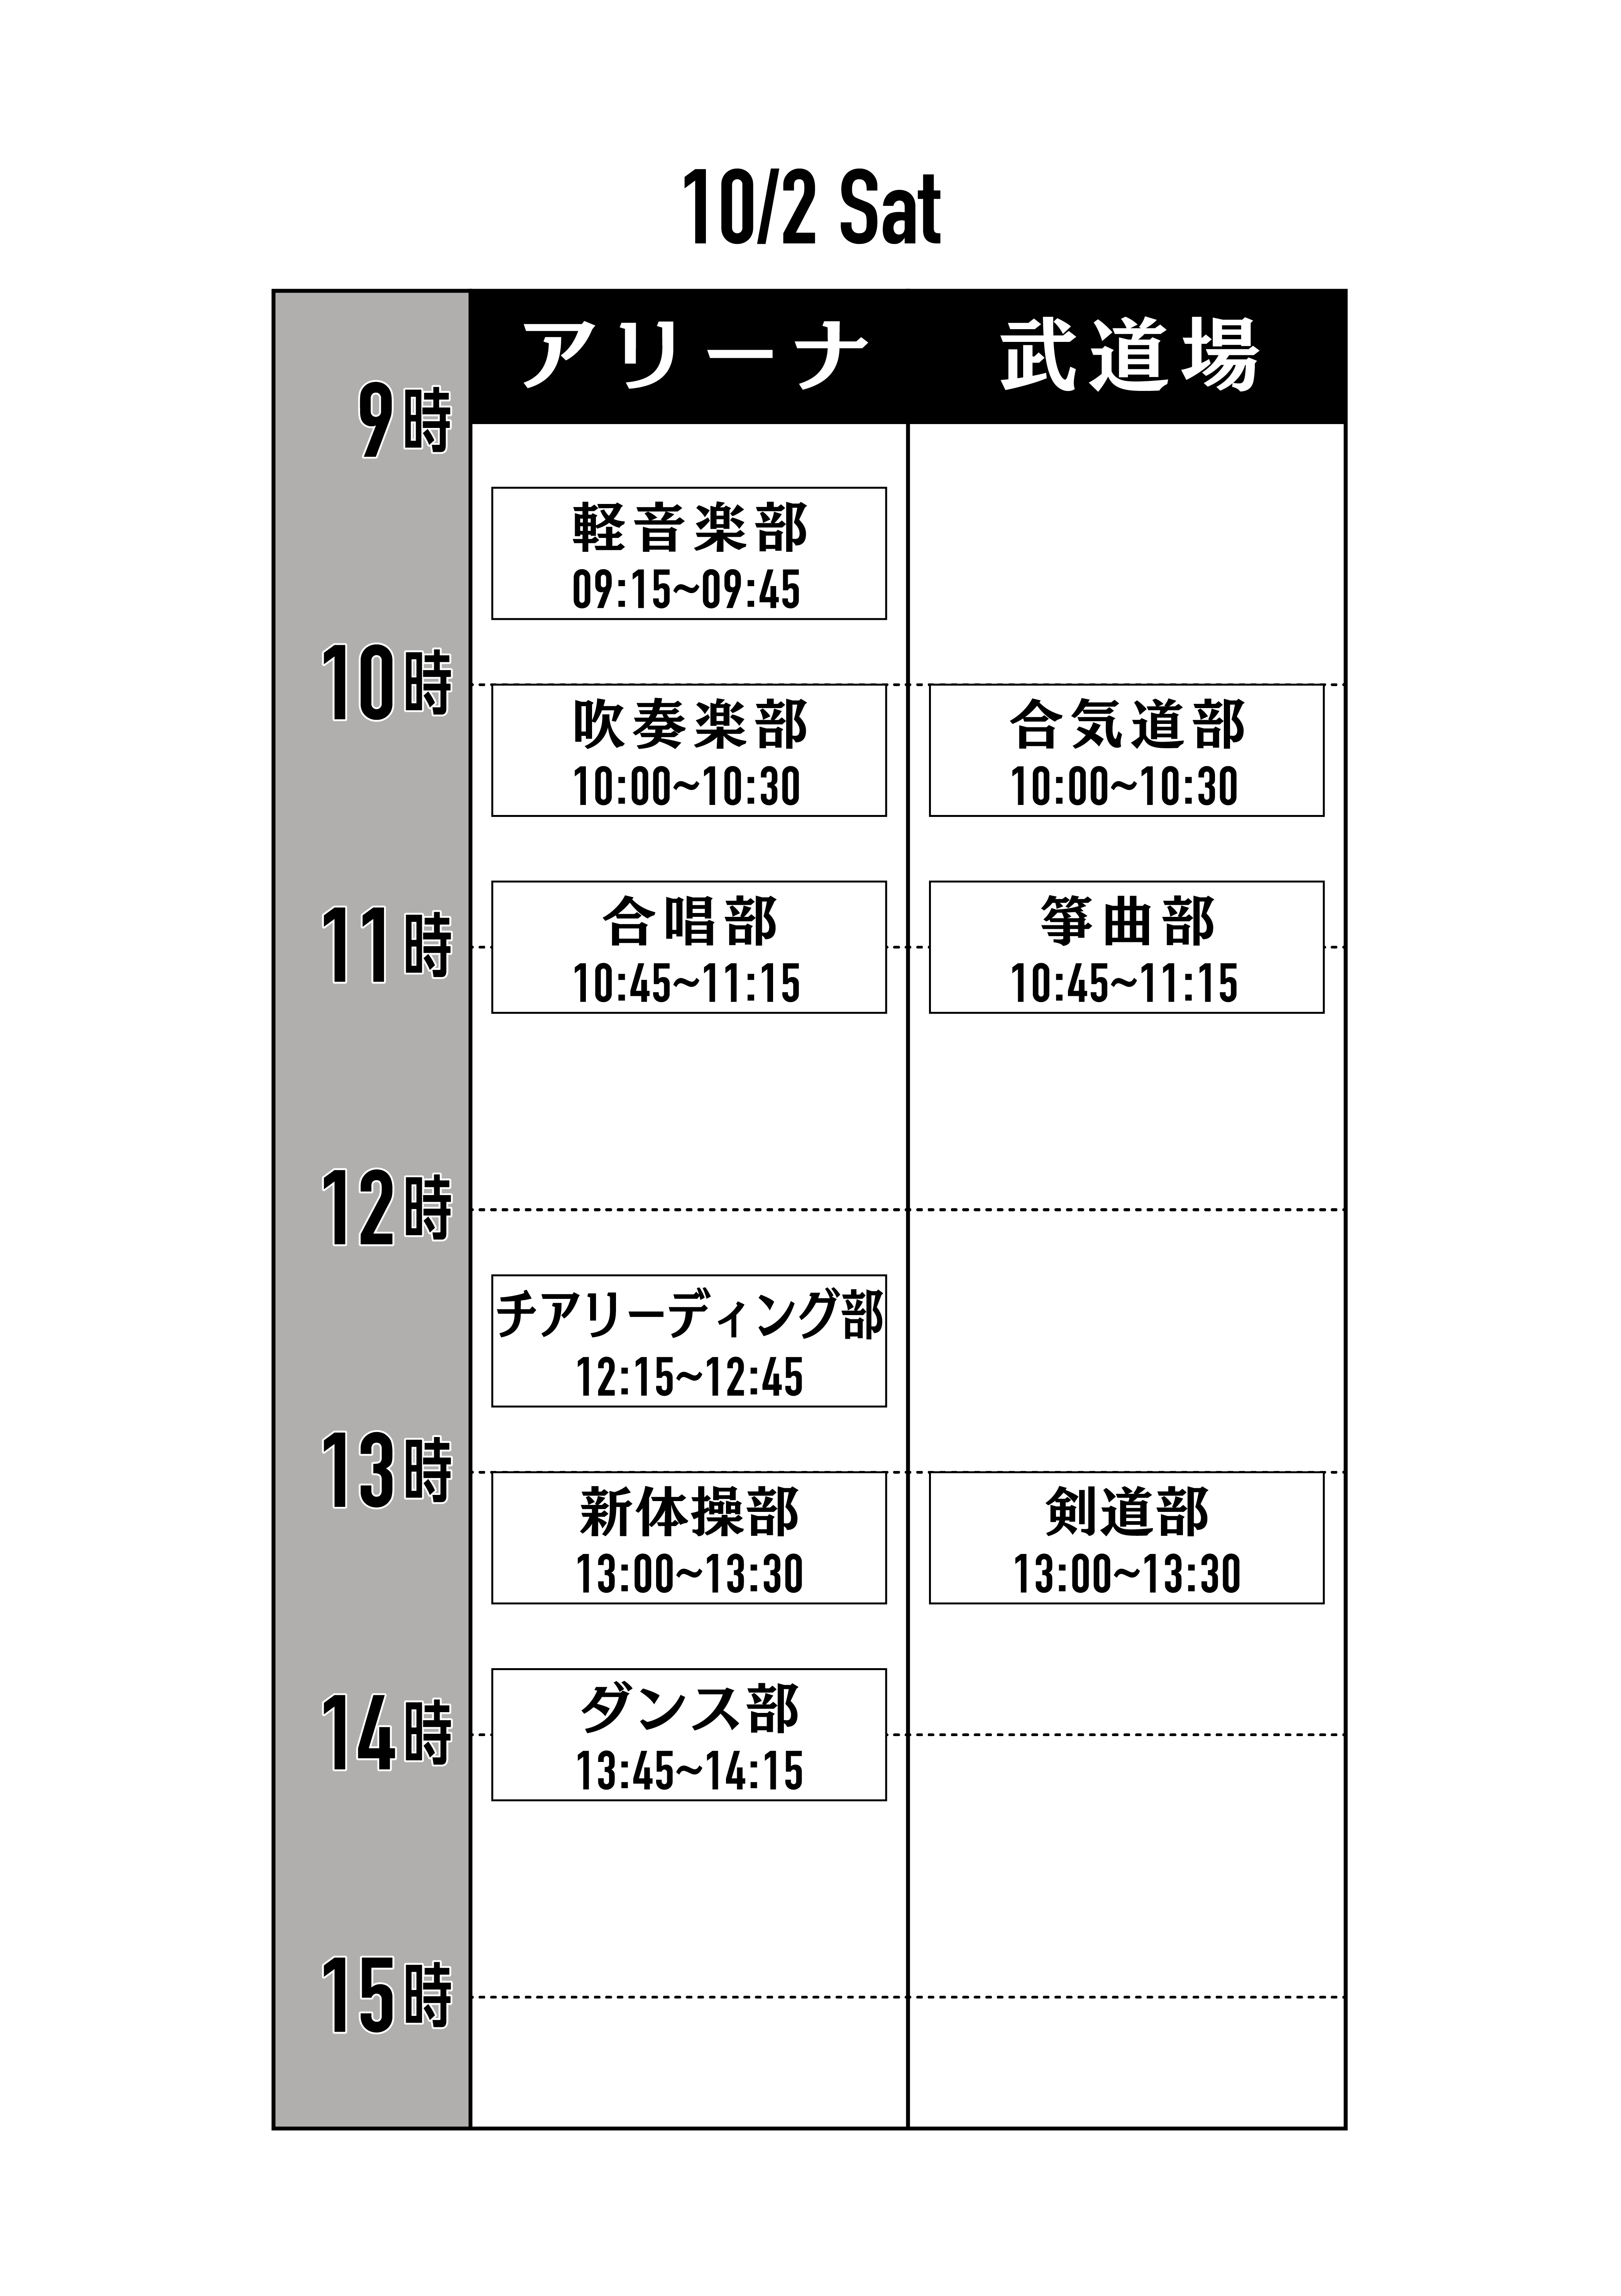 10/2 Sat
アリーナ 武道場
9時
軽音楽部
09:15~09:45
10時
吹奏楽部 合気道部
10:00~10:30 10:00~10:30
11時
合唱部 箏曲部
10:45~11:15 10:45~11:15
12時
チアリーディング部
12:15~12:45
13時
新体操部 剣道部
13:00~13:30 13:00~13:30
14時
ダンス部
13:45~14:15
15時